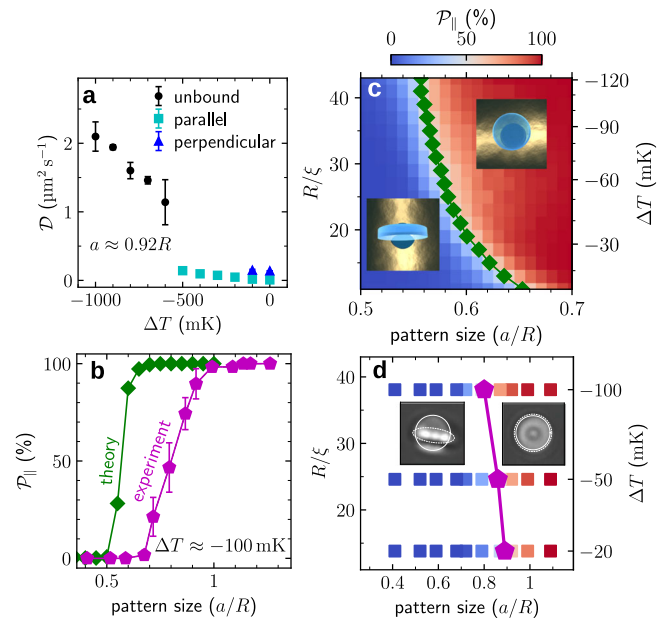 𝒫∥ (%)
0 50 100
a
unbound
parallel
perpendicular
2
1
0
𝒟 (μm² s⁻¹)
a ≈ 0.92R
−1000 −500 0
ΔT (mK)
c
40
30
20
R/ξ
−120
−90
−60
−30
ΔT (mK)
0.5 0.6 0.7
pattern size (a/R)
b
100
50
0
𝒫∥ (%)
theory
experiment
ΔT ≈ −100 mK
0.5 1
pattern size (a/R)
d
40
30
20
R/ξ
−100
−50
−20
ΔT (mK)
0.4 0.6 0.8 1
pattern size (a/R)